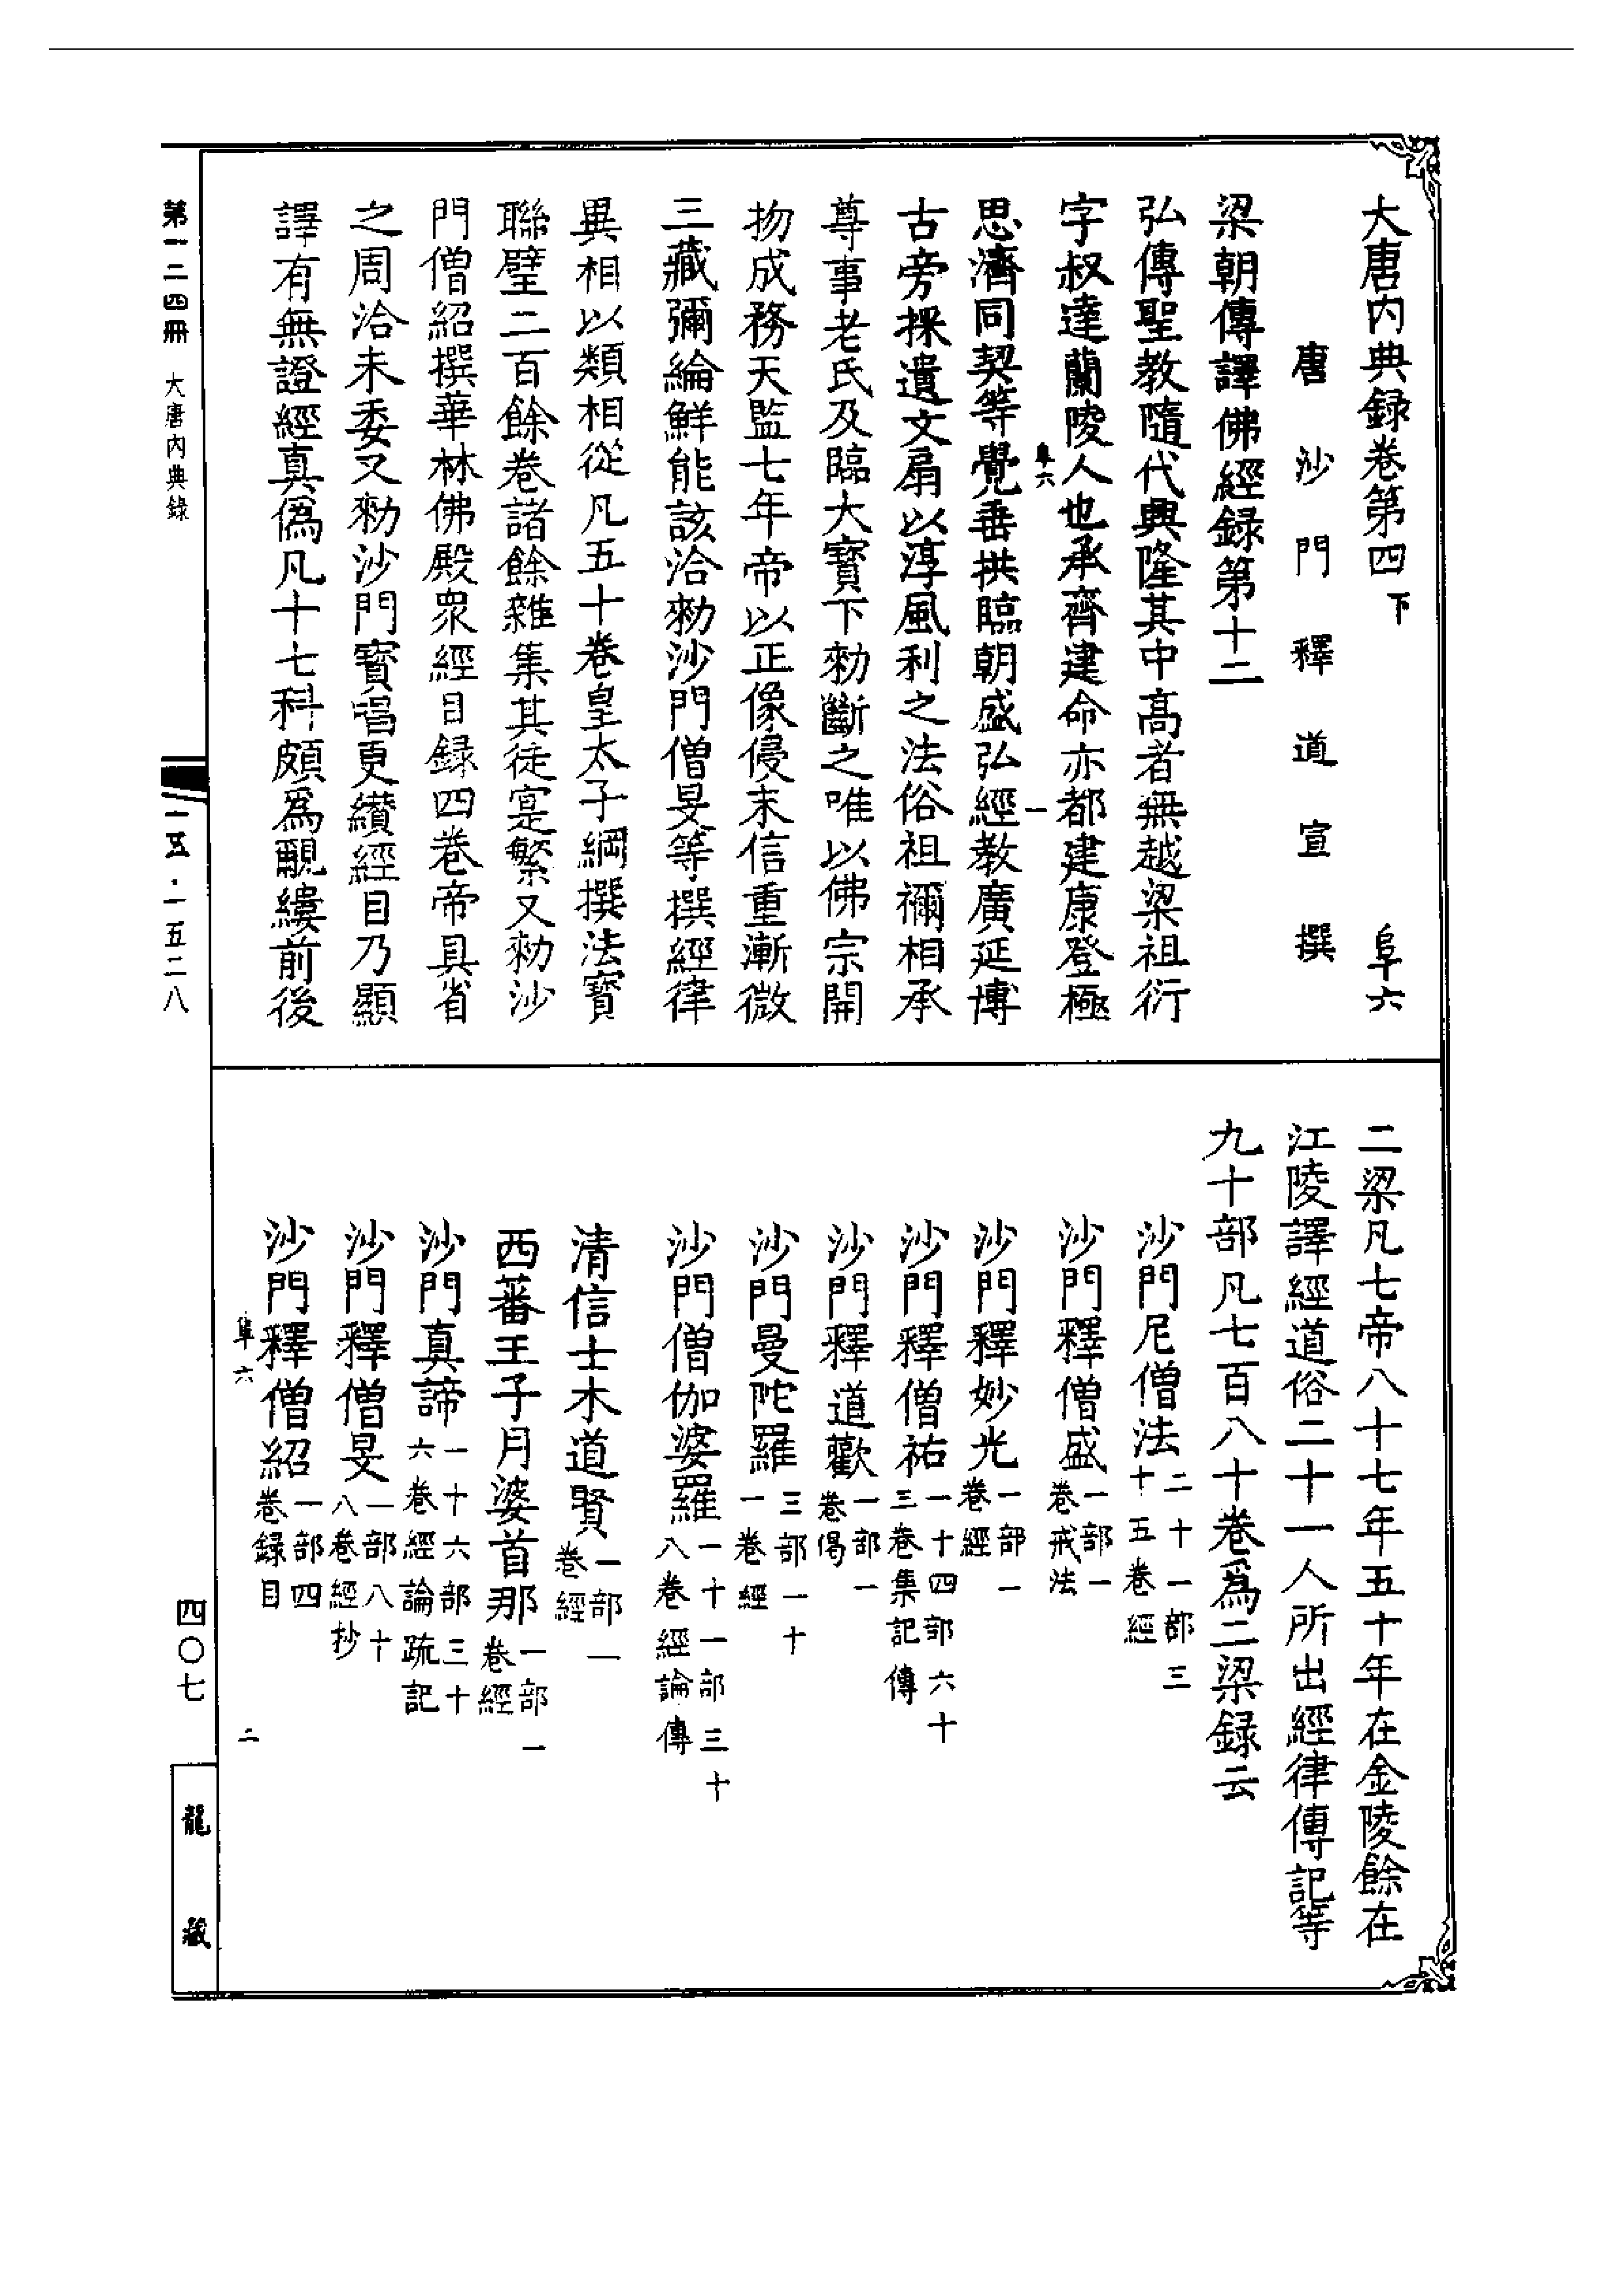 大唐内典録卷第四下　阜六
唐沙門釋道宣撰
梁朝傳譯佛經録第十二
弘傳聖教隨代興隆其中高者無越梁祖衍
字叔達蘭陵人也承齊建命亦都建康登極
阜六　一
思濟同契等覺垂拱臨朝盛弘經教廣延博
古旁採遺文扇以淳風利之法俗祖禰相承
尊事老氏及臨大寶下勑斷之唯以佛宗開
物成務天監七年帝以正像侵末信重漸微
三藏彌綸鮮能該洽勑沙門僧旻等撰經律
異相以類相從凡五十卷皇太子綱撰法寶
聯璧二百餘卷諸餘雜集其徒寔繁又勑沙
門僧紹撰華林佛殿衆經目録四卷帝具省
之周洽未委又勑沙門寶唱更纉經目乃顯
譯有無證經真僞凡十七科頗爲覼縷前後
二梁凡七帝八十七年五十年在金陵餘在
江陵譯經道俗二十一人所出經律傳記等
九十部凡七百八十卷爲二梁録云
沙門尼僧法二十一部三十五卷經
沙門釋僧盛一部一卷戒法
沙門釋妙光一部一卷經
沙門釋僧祐一十四部六十三卷集記傳
沙門釋道歡一部一卷偈
沙門曼陀羅三部一十一卷經
沙門僧伽婆羅一十一部三十八卷經論傳
清信士木道賢一部一卷經
西蕃王子月婆首那一部一卷經
沙門真諦一十六部三十六卷經論疏記
沙門釋僧旻一部八十八卷經抄
沙門釋僧紹一部四卷録目
阜六　二
第一二四冊　大唐内典錄
一五·一五二八
四〇七
龍藏